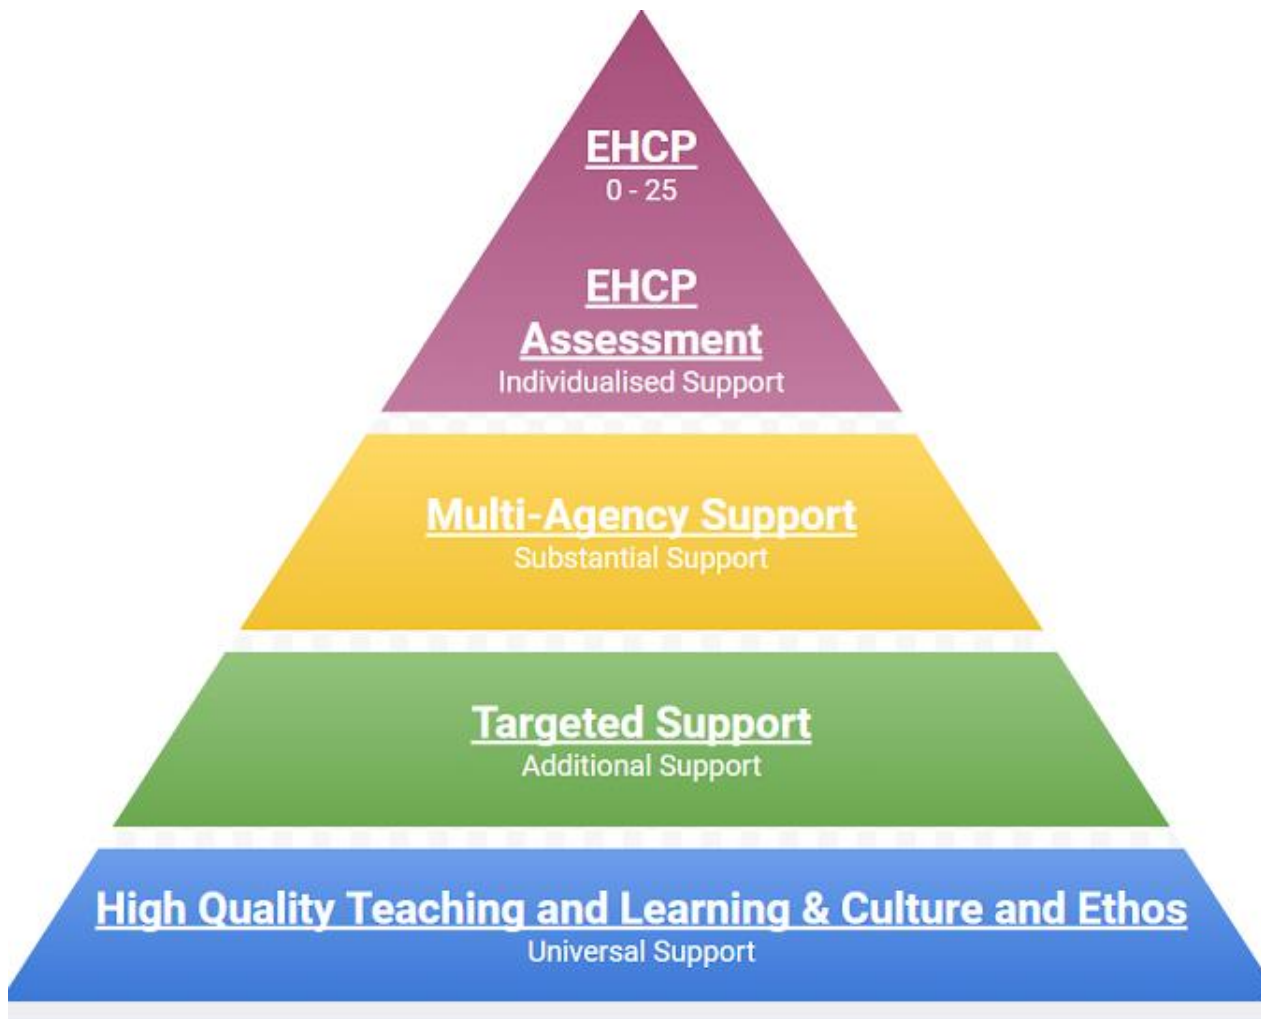 EHCP
0 - 25
EHCP
Assessment
Individualised Support
Multi-Agency Support
Substantial Support
Targeted Support
Additional Support
High Quality Teaching and Learning & Culture and Ethos
Universal Support